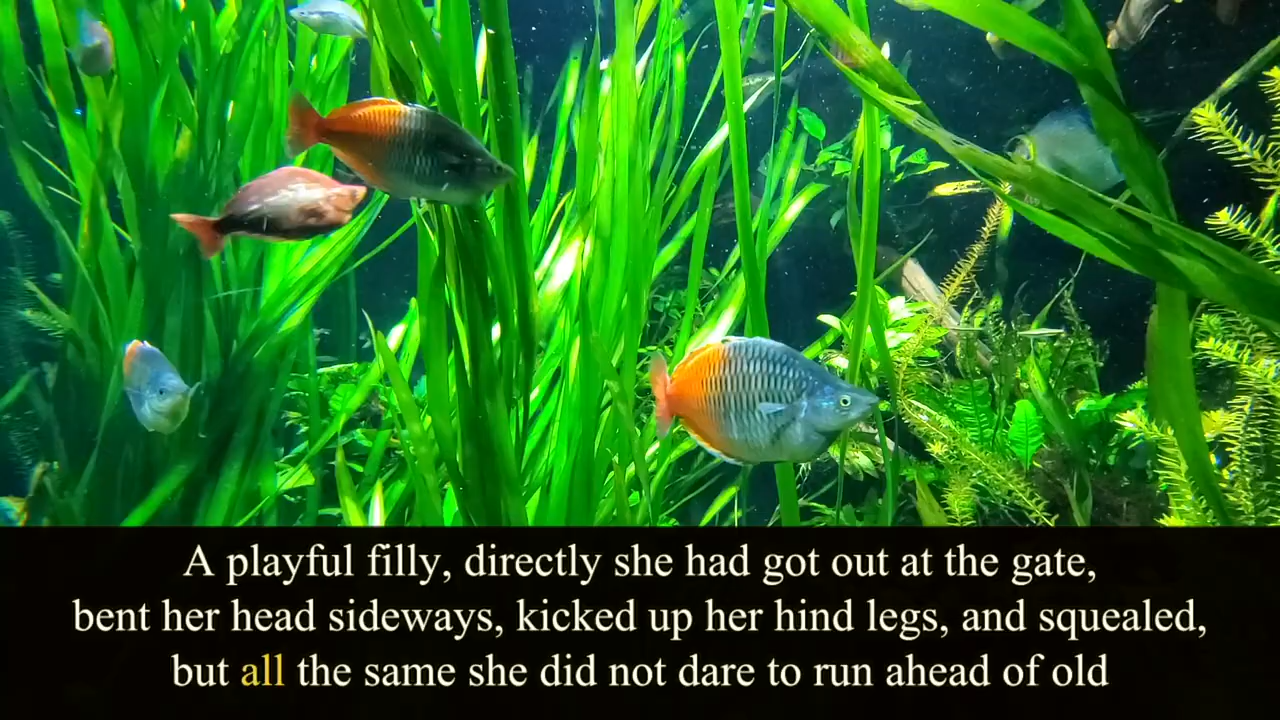 A playful filly, directly she had got out at the gate,
bent her head sideways, kicked up her hind legs, and squealed,
but all the same she did not dare to run ahead of old